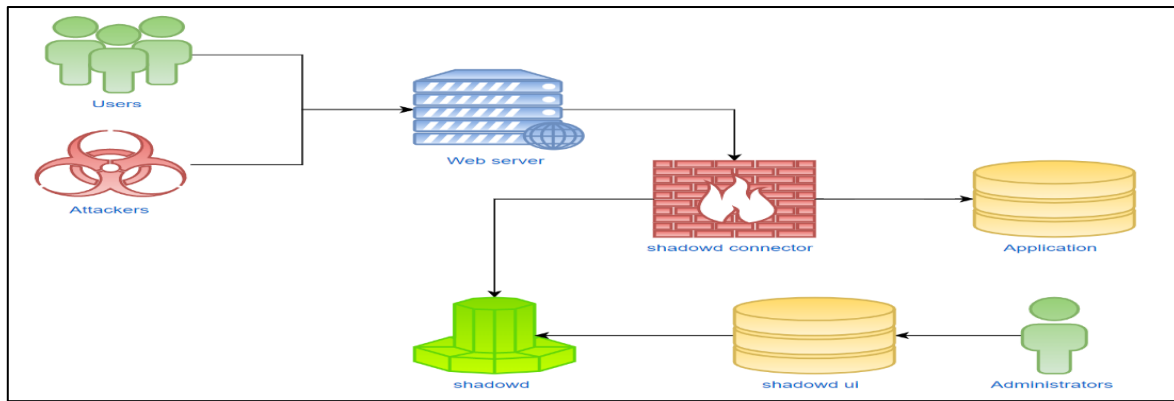 Users
Web server
Attackers
shadowd connector
Application
shadowd
shadowd ui
Administrators